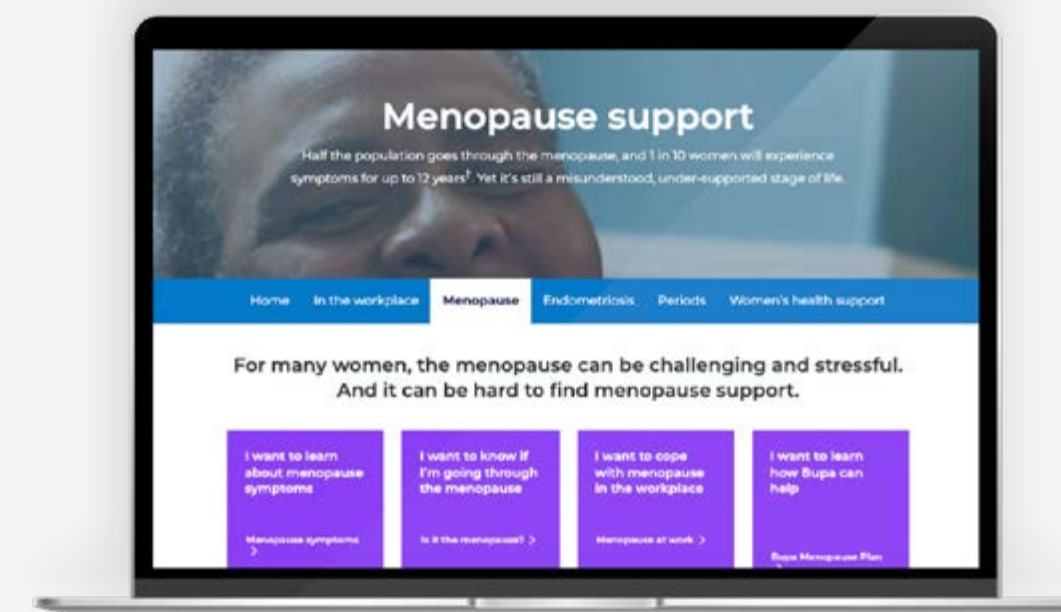 Menopause support
Half the population goes through the menopause, and 1 in 10 women will experience
symptoms for up to 12 years†. Yet it's still a misunderstood, under-supported stage of life.
Home In the workplace Menopause Endometriosis Periods Women's health support
For many women, the menopause can be challenging and stressful.
And it can be hard to find menopause support.
I want to learn
about menopause
symptoms
Menopause symptoms >
I want to know if
I'm going through
the menopause
Is it the menopause? >
I want to cope
with menopause
in the workplace
Menopause at work >
I want to learn
how Bupa can
help
Bupa Menopause Plan